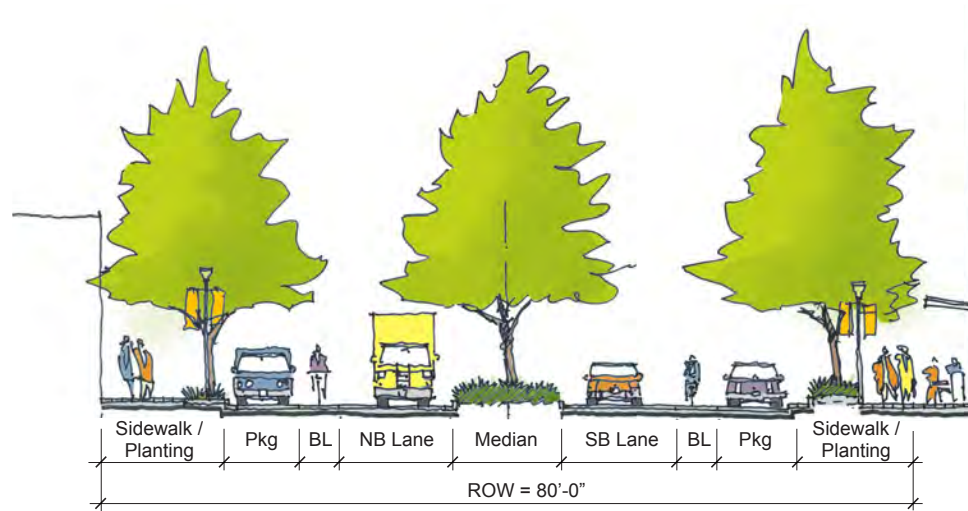 Sidewalk /
Planting
Pkg
BL
NB Lane
Median
SB Lane
BL
Pkg
Sidewalk /
Planting
ROW = 80’-0”